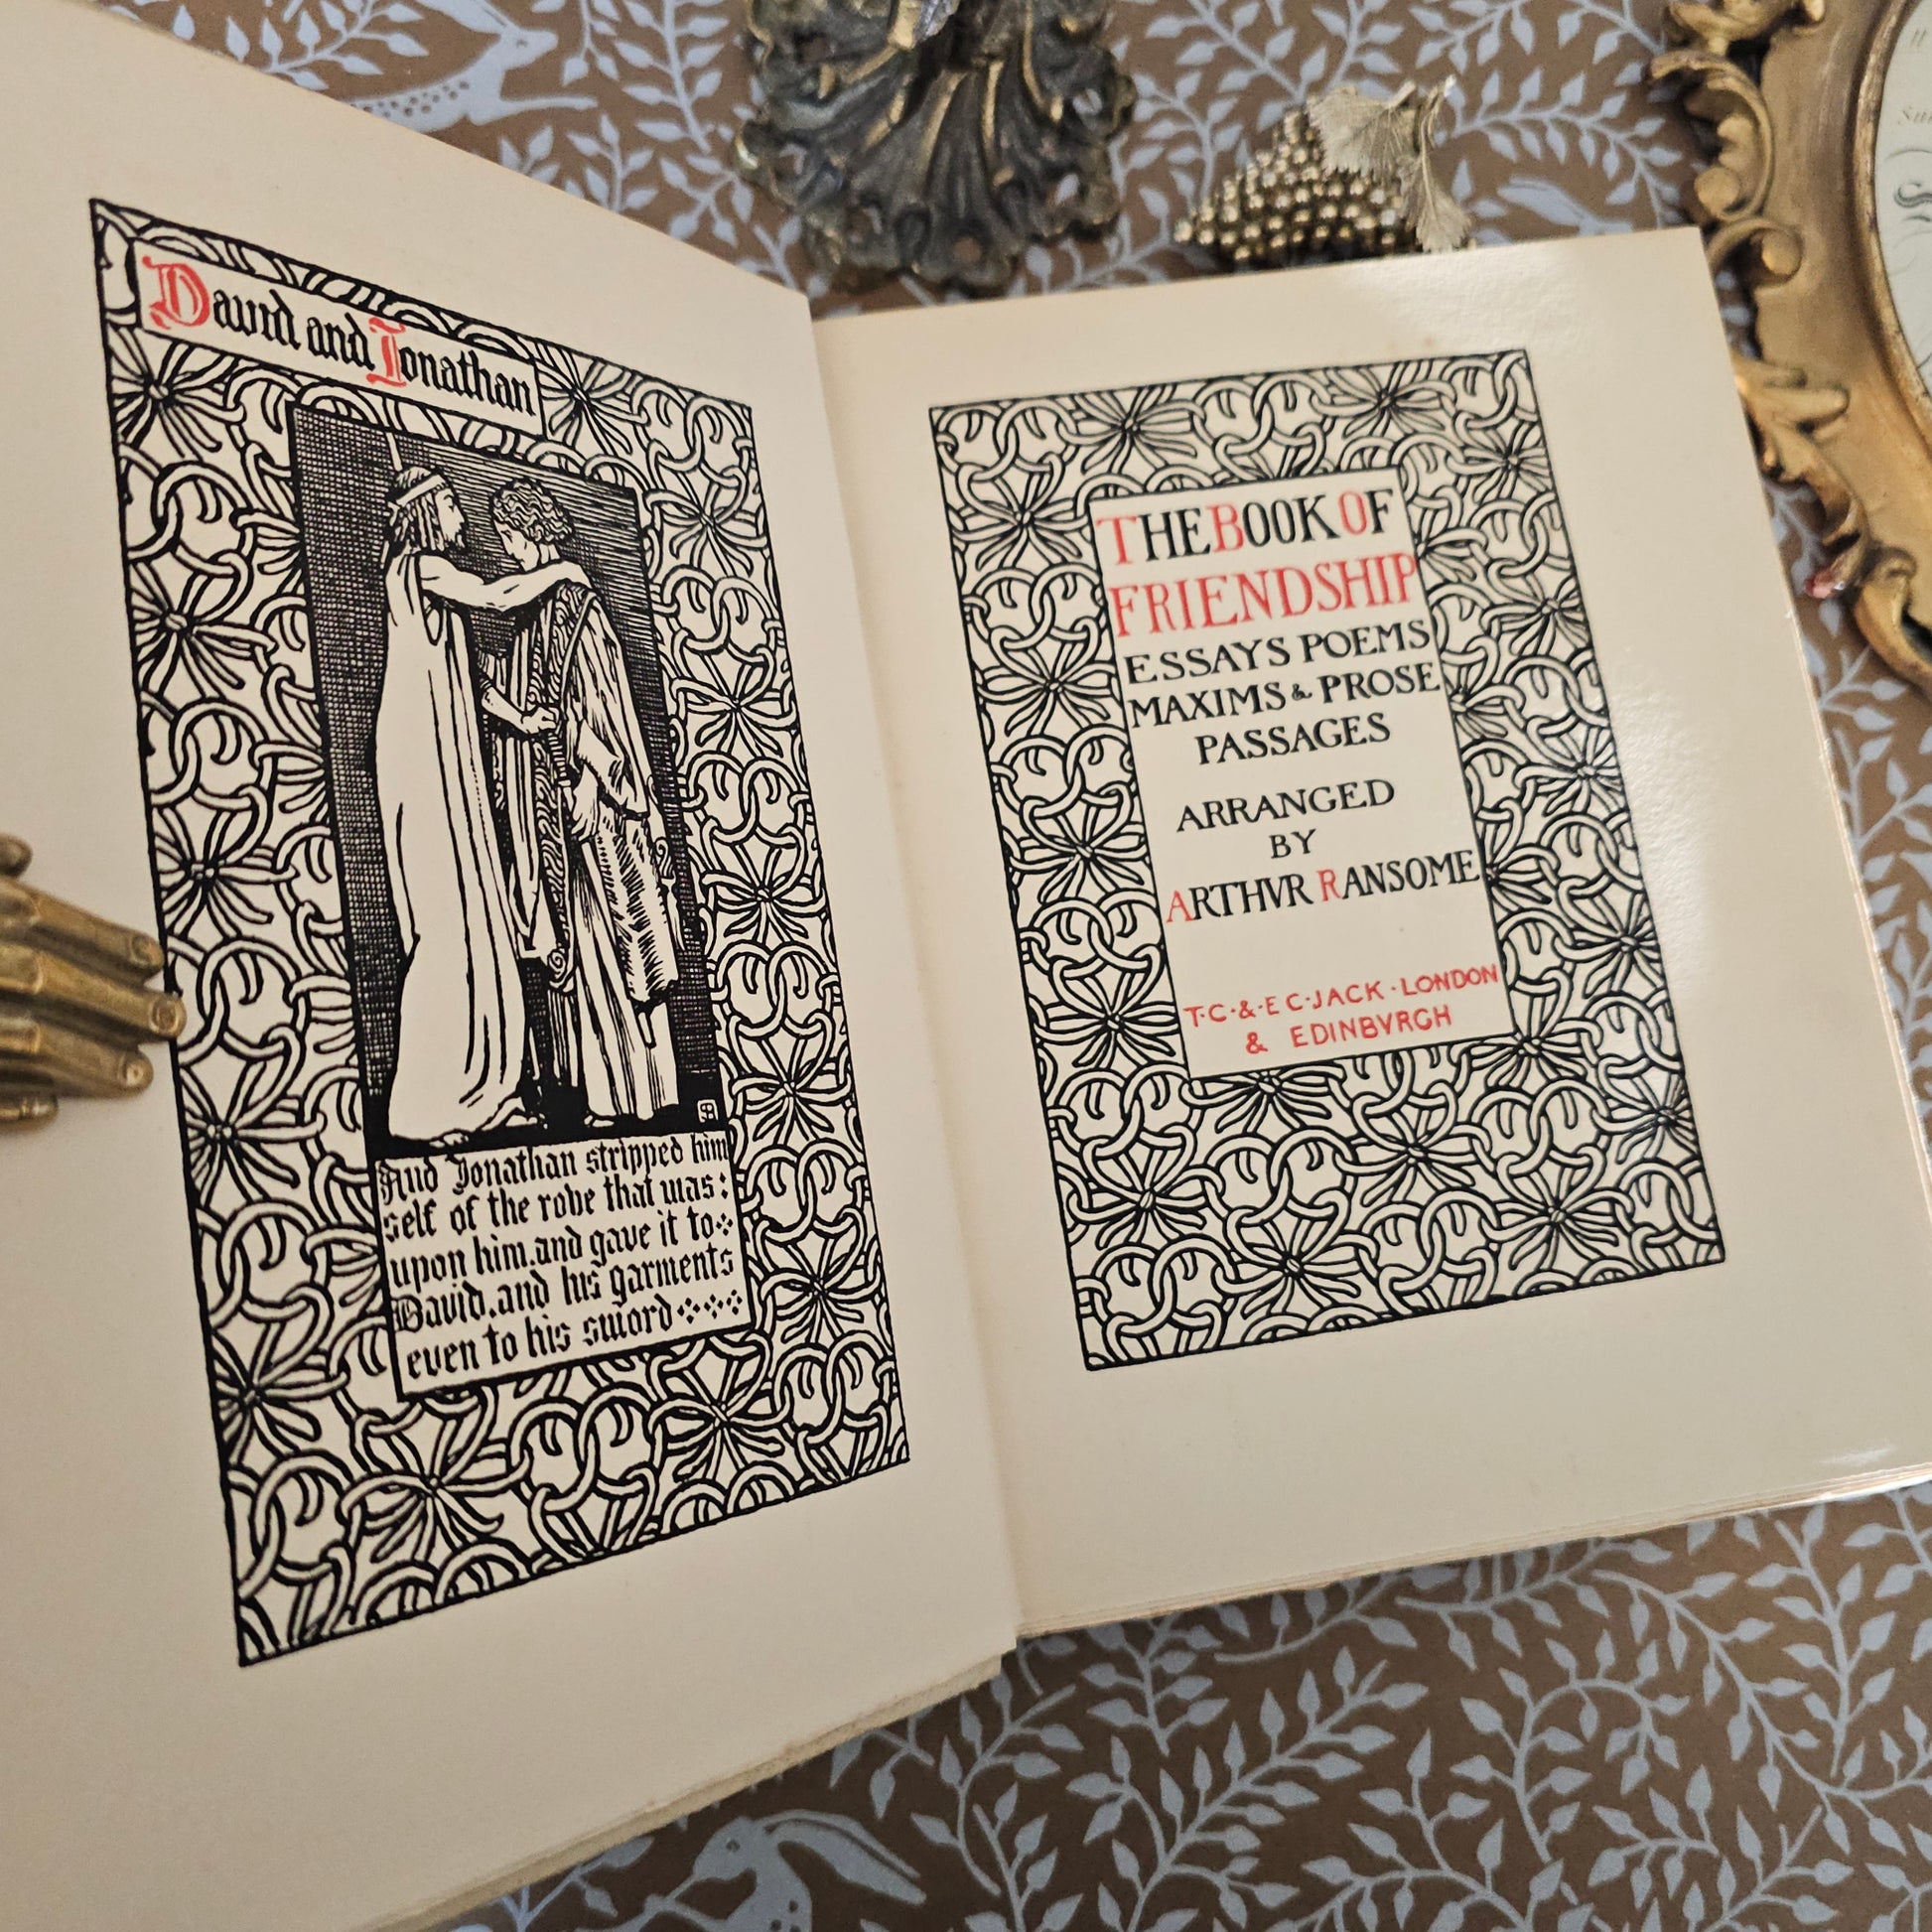 David and Jonathan
And Jonathan stripped him
self of the robe that was:
upon him.and gave it to
David.and his garments
even to his sword
THE BOOK OF
FRIENDSHIP
ESSAYS POEMS
MAXIMS & PROSE
PASSAGES
ARRANGED
BY
ARTHVR RANSOME
T·C·&·E C·JACK·LONDON
& EDINBVRGH